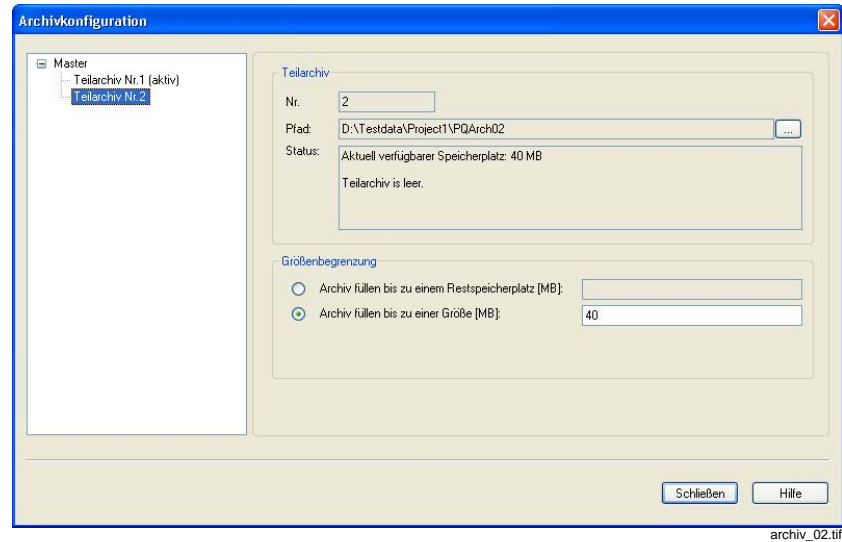 Archivkonfiguration
Master
Teilarchiv Nr.1 (aktiv)
Teilarchiv Nr.2
Teilarchiv
Nr. 2
Pfad: D:\Testdata\Project1\PQArch02 ...
Status: Aktuell verfügbarer Speicherplatz: 40 MB
Teilarchiv is leer.
Größenbegrenzung
Archiv füllen bis zu einem Restspeicherplatz [MB]:
Archiv füllen bis zu einer Größe [MB]: 40
Schließen Hilfe
archiv_02.tif